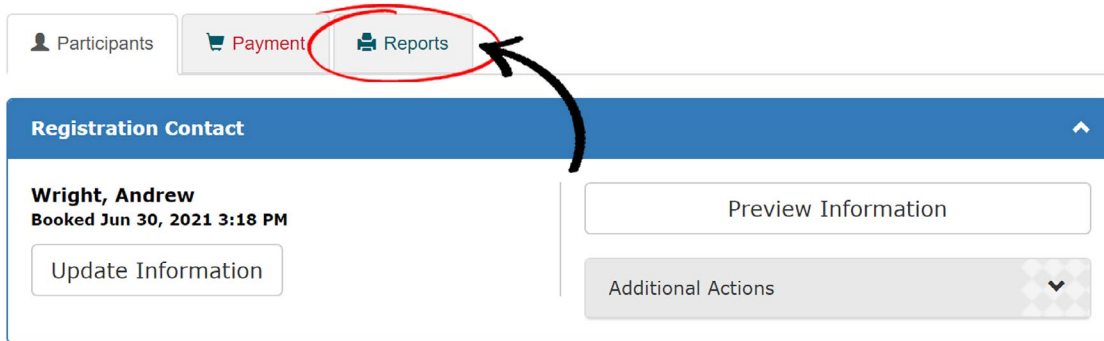 Participants
Payment
Reports
Registration Contact
Wright, Andrew
Booked Jun 30, 2021 3:18 PM
Update Information
Preview Information
Additional Actions